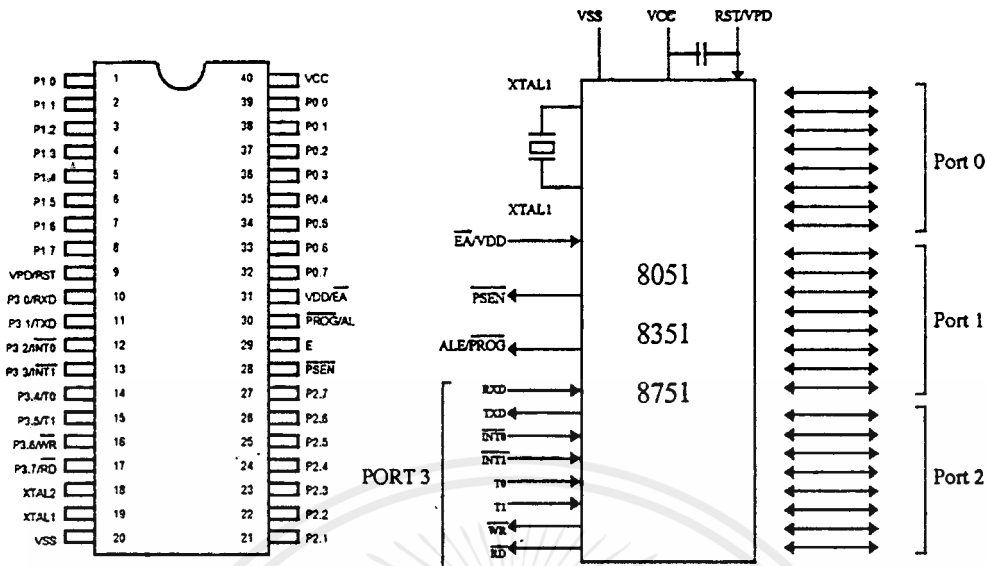 P1 0 1 40 VCC
P1 1 2 39 P0 0
P1.2 3 38 P0 1
P1 3 4 37 P0.2
P1.4 5 36 P0 3
P1 5 6 35 P0.4
P1 6 7 34 P0.5
P1 7 8 33 P0 6
VPD/RST 9 32 P0.7
P3 0/RXD 10 31 VDD/EA
P3 1/TXD 11 30 PROG/AL
P3 2/INT0 12 29 E
P3 3/INT1 13 28 PSEN
P3.4/T0 14 27 P2.7
P3.5/T1 15 26 P2.6
P3.6/WR 16 25 P2.5
P3.7/RD 17 24 P2.4
XTAL2 18 23 P2.3
XTAL1 19 22 P2.2
VSS 20 21 P2.1
VSS VCC RST/VPD
XTAL1
XTAL1
EA/VDD
PSEN
ALE/PROG
PORT 3
RXD
TXD
INT0
INT1
T0
T1
WR
RD
8051
8351
8751
Port 0
Port 1
Port 2